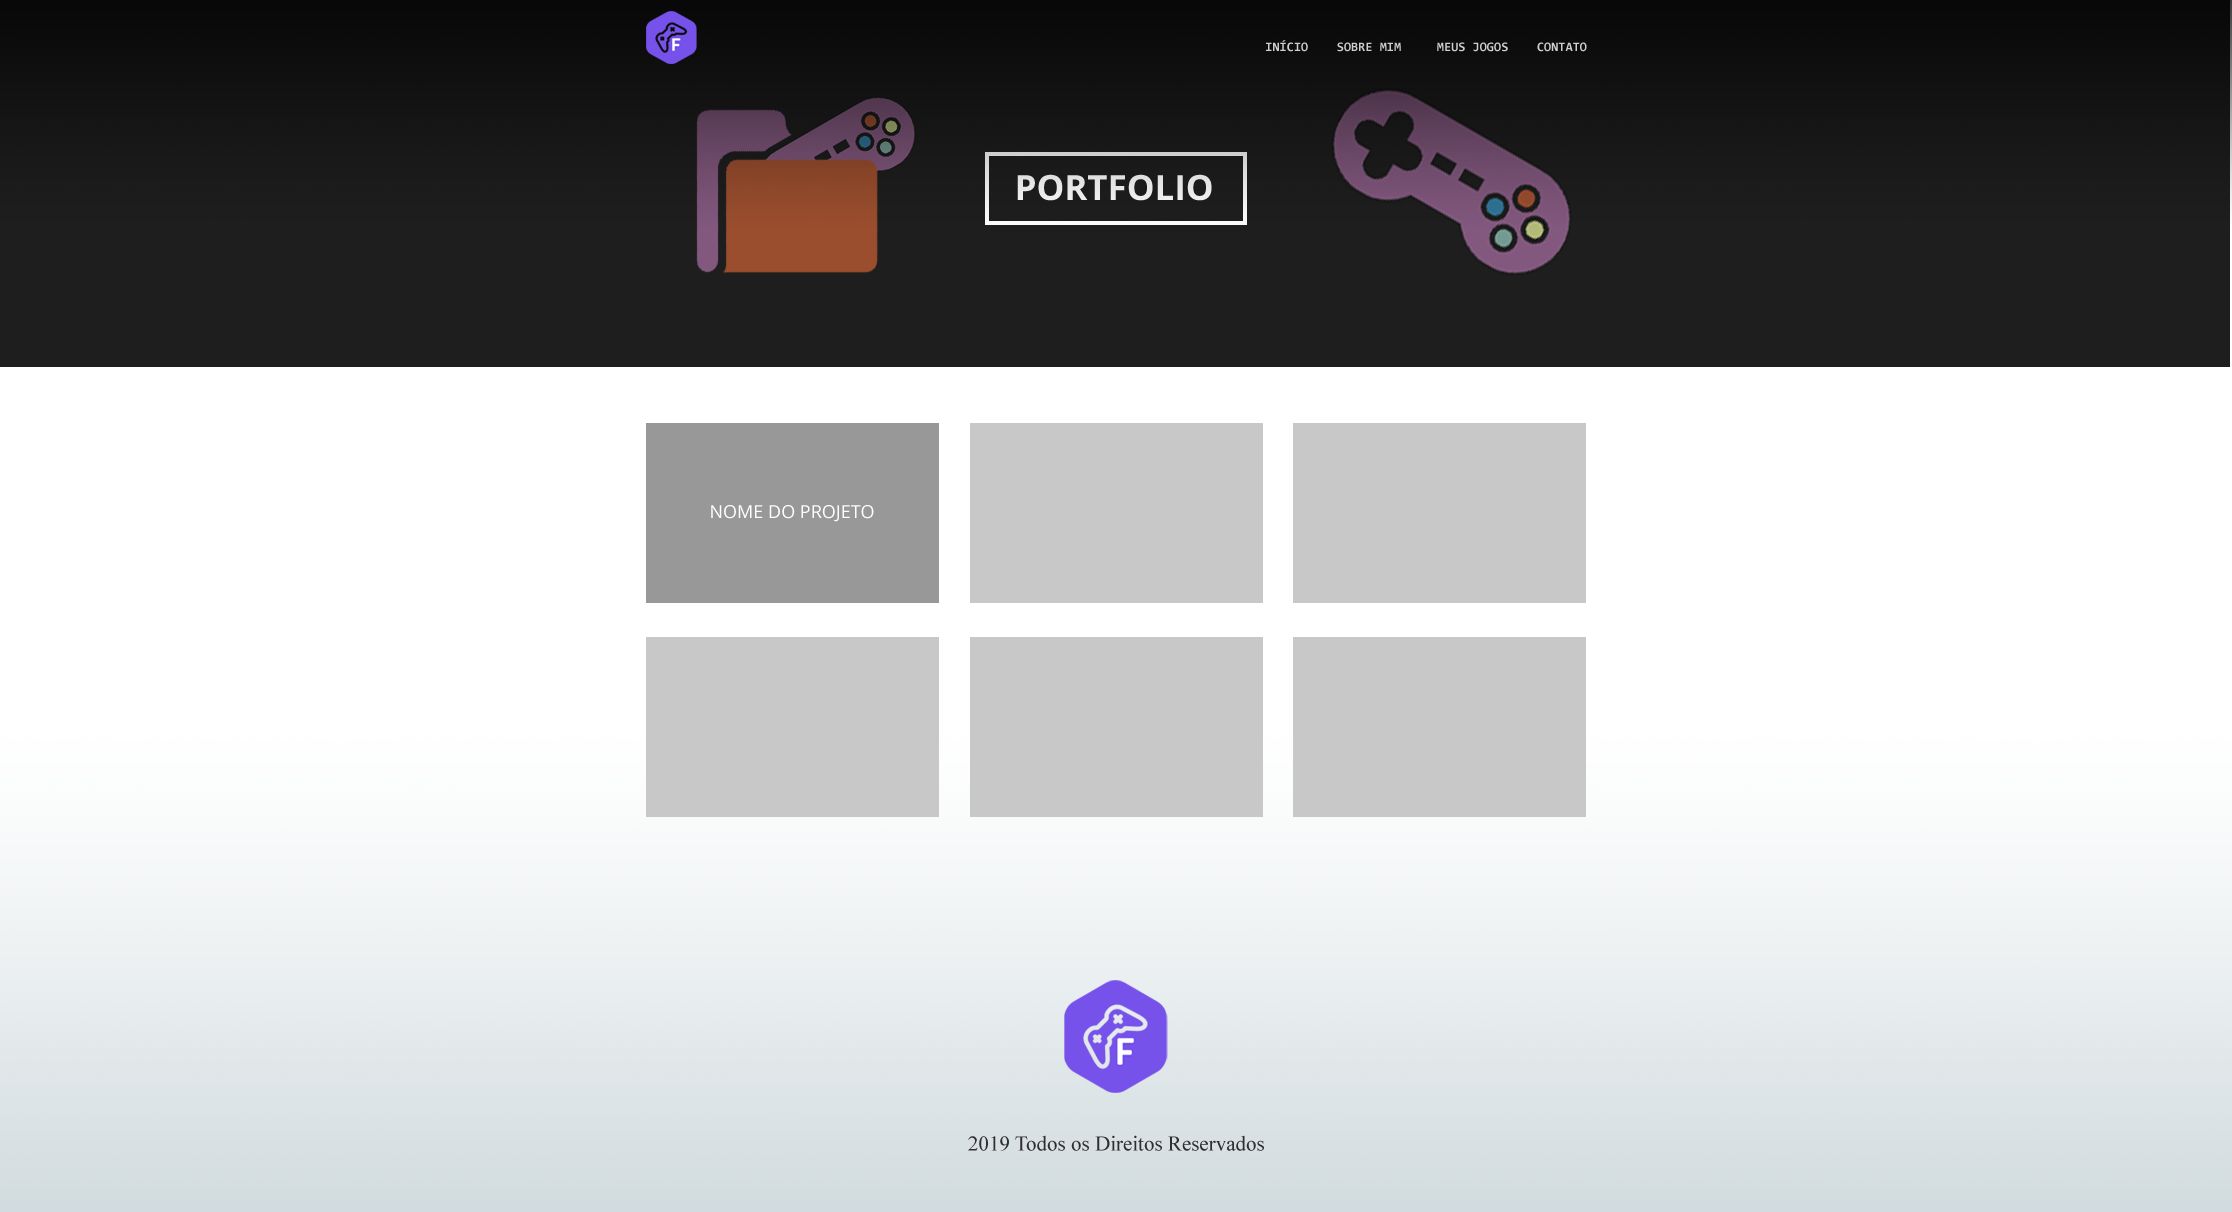 F
INÍCIO SOBRE MIM MEUS JOGOS CONTATO
PORTFOLIO
NOME DO PROJETO
F
2019 Todos os Direitos Reservados